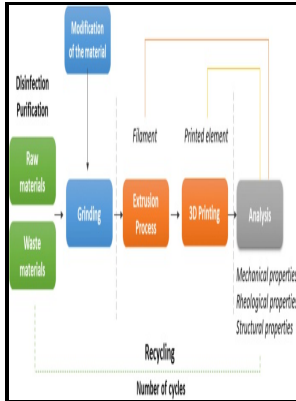 Modification
of the material
Disinfection
Purification
Filament
Printed element
Raw
materials
Waste
materials
Grinding
Extrusion
Process
3D Printing
Analysis
Mechanical properties
Rheological properties
Structural properties
Recycling
Number of cycles